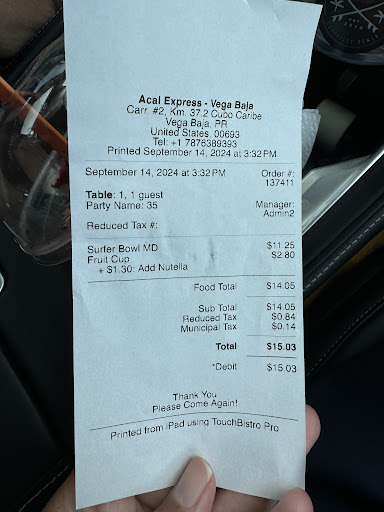 Acai Express - Vega Baja
Carr. #2, Km. 37.2 Cubo Caribe
Vega Baja, PR
United States, 00693
Tel: +1 7876389393
Printed September 14, 2024 at 3:32 PM
September 14, 2024 at 3:32 PM Order #:
137411
Table: 1, 1 guest
Party Name: 35 Manager:
Admin2
Reduced Tax #:
Surfer Bowl MD $11.25
Fruit Cup $2.80
+ $1.30: Add Nutella
Food Total $14.05
Sub Total $14.05
Reduced Tax $0.84
Municipal Tax $0.14
Total $15.03
*Debit $15.03
Thank You
Please Come Again!
Printed from iPad using TouchBistro Pro